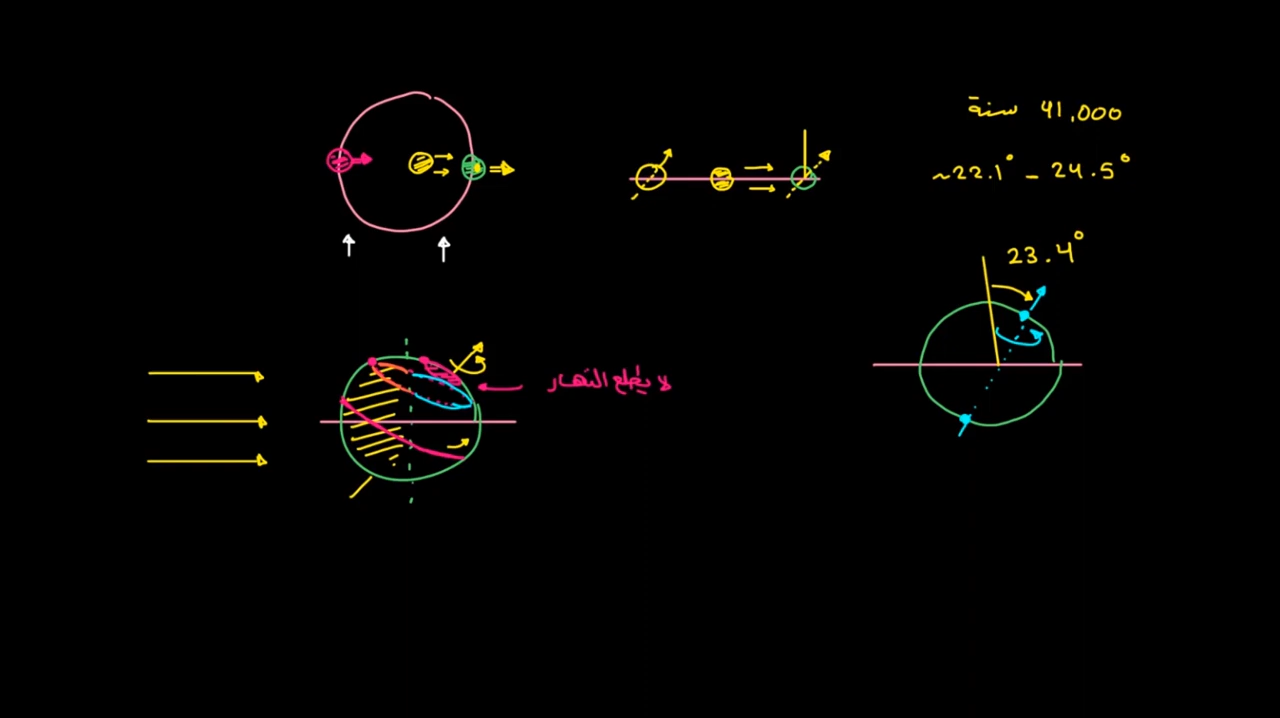 41,000 سنة
~22.1° - 24.5°
23.4°
لا يطلع النهار